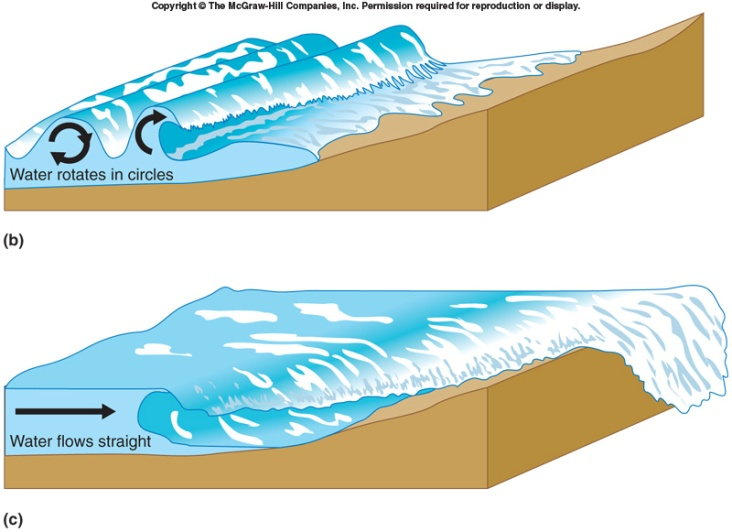 Copyright © The McGraw-Hill Companies, Inc. Permission required for reproduction or display.
Water rotates in circles
(b)
Water flows straight
(c)